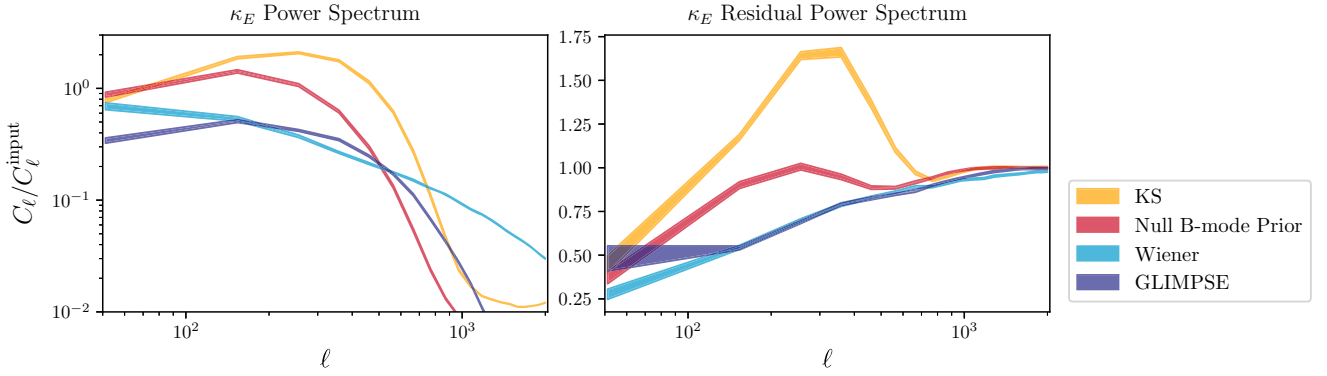 κ_E Power Spectrum
κ_E Residual Power Spectrum
C_ℓ/C_ℓ^input
10^0
10^−1
10^−2
10^2
10^3
ℓ
1.75
1.50
1.25
1.00
0.75
0.50
0.25
10^2
10^3
ℓ
KS
Null B-mode Prior
Wiener
GLIMPSE